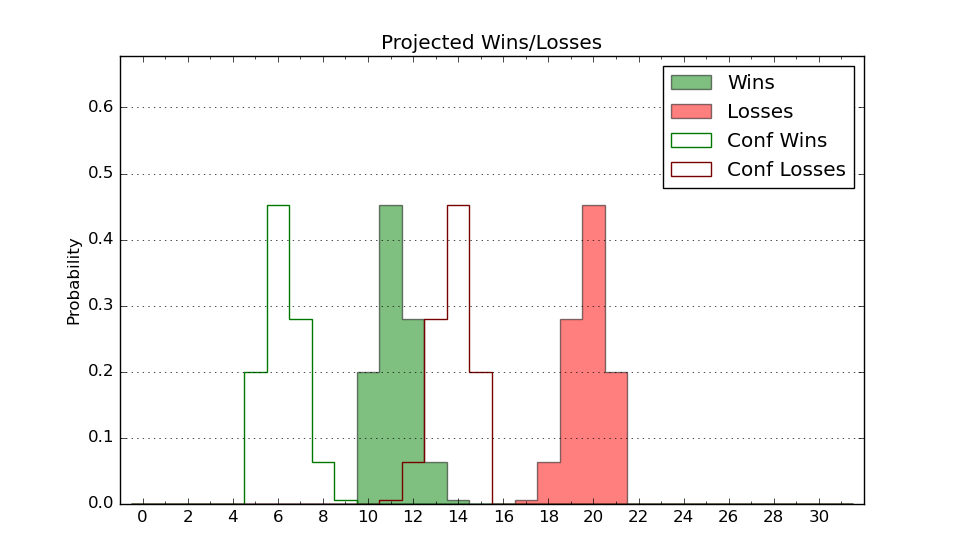 Projected Wins/Losses
Wins
Losses
Conf Wins
Conf Losses
Probability
0.6
0.5
0.4
0.3
0.2
0.1
0.0
0 2 4 6 8 10 12 14 16 18 20 22 24 26 28 30